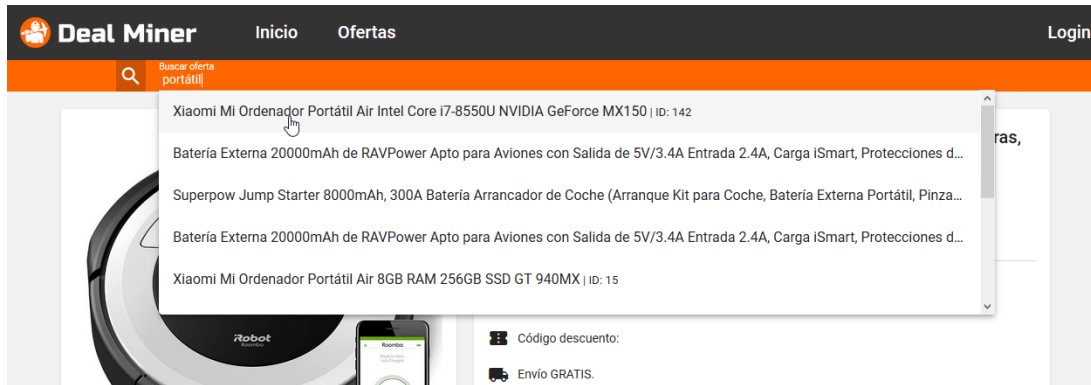 Deal Miner Inicio Ofertas Login
Buscar oferta
portátil
Xiaomi Mi Ordenador Portátil Air Intel Core i7-8550U NVIDIA GeForce MX150 | ID: 142
ras,
Batería Externa 20000mAh de RAVPower Apto para Aviones con Salida de 5V/3.4A Entrada 2.4A, Carga iSmart, Protecciones d...
Superpow Jump Starter 8000mAh, 300A Batería Arrancador de Coche (Arranque Kit para Coche, Batería Externa Portátil, Pinza...
Batería Externa 20000mAh de RAVPower Apto para Aviones con Salida de 5V/3.4A Entrada 2.4A, Carga iSmart, Protecciones d...
Xiaomi Mi Ordenador Portátil Air 8GB RAM 256GB SSD GT 940MX | ID: 15
iRobot
Roomba
Roomba
Código descuento:
Envío GRATIS.